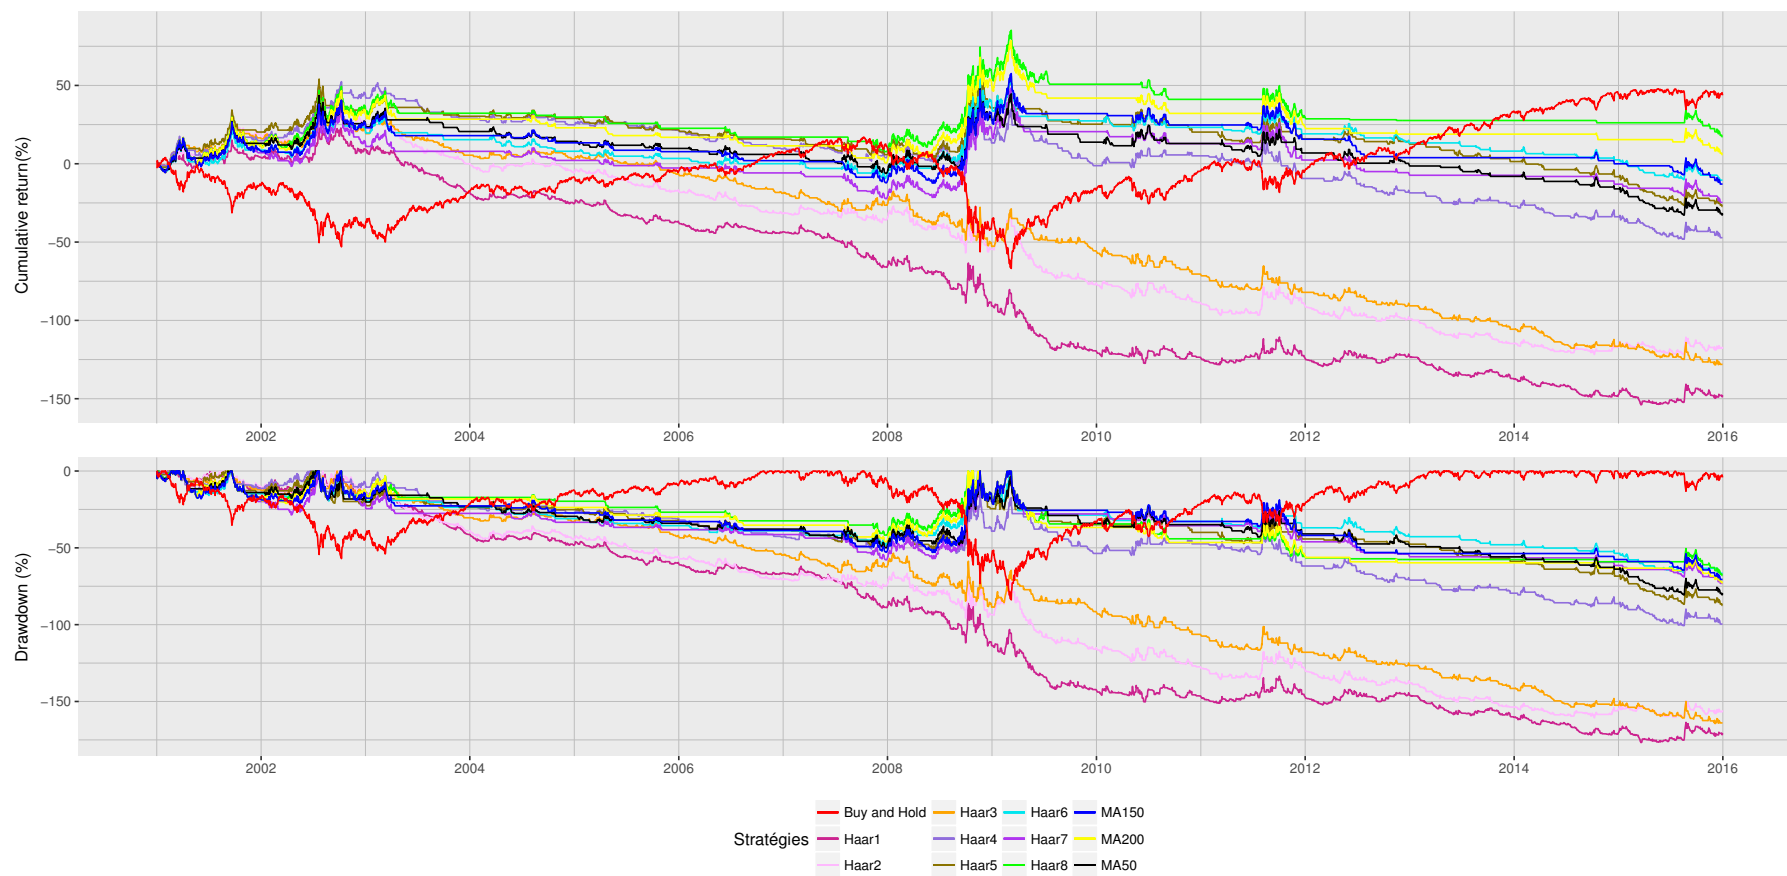 Cumulative return(%)
50
0
−50
−100
−150
2002 2004 2006 2008 2010 2012 2014 2016
Drawdown (%)
0
−50
−100
−150
2002 2004 2006 2008 2010 2012 2014 2016
Stratégies
Buy and Hold Haar3 Haar6 MA150
Haar1 Haar4 Haar7 MA200
Haar2 Haar5 Haar8 MA50